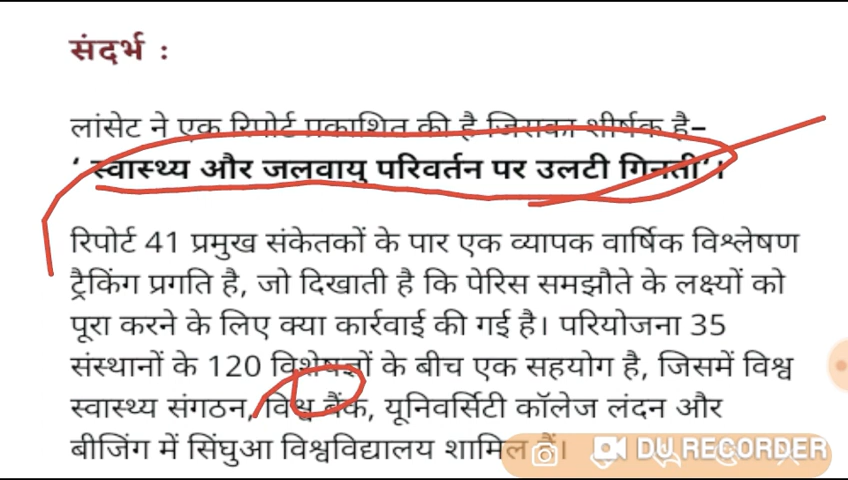 संदर्भ :
लांसेट ने एक रिपोर्ट प्रकाशित की है जिसका शीर्षक है–
‘ स्वास्थ्य और जलवायु परिवर्तन पर उलटी गिनती’।
रिपोर्ट 41 प्रमुख संकेतकों के पार एक व्यापक वार्षिक विश्लेषण
ट्रैकिंग प्रगति है, जो दिखाती है कि पेरिस समझौते के लक्ष्यों को
पूरा करने के लिए क्या कार्रवाई की गई है। परियोजना 35
संस्थानों के 120 विशेषज्ञों के बीच एक सहयोग है, जिसमें विश्व
स्वास्थ्य संगठन, विश्व बैंक, यूनिवर्सिटी कॉलेज लंदन और
बीजिंग में सिंघुआ विश्वविद्यालय शामिल हैं।
DU RECORDER